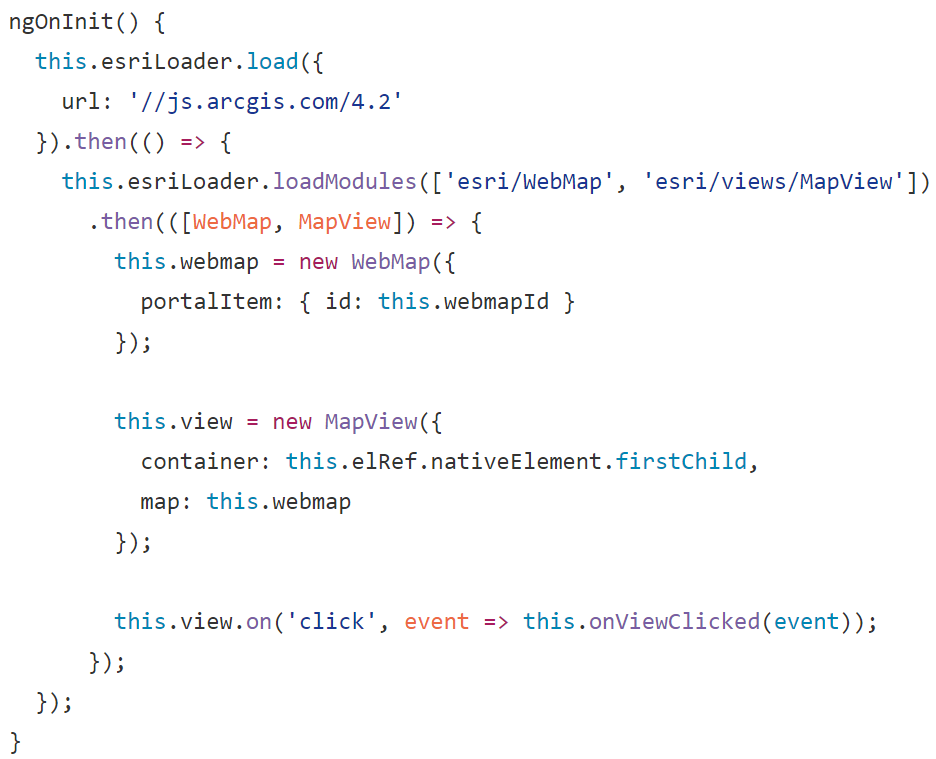 ngOnInit() {
  this.esriLoader.load({
    url: '//js.arcgis.com/4.2'
  }).then(() => {
    this.esriLoader.loadModules(['esri/WebMap', 'esri/views/MapView'])
      .then(([WebMap, MapView]) => {
        this.webmap = new WebMap({
          portalItem: { id: this.webmapId }
        });

        this.view = new MapView({
          container: this.elRef.nativeElement.firstChild,
          map: this.webmap
        });

        this.view.on('click', event => this.onViewClicked(event));
      });
  });
}